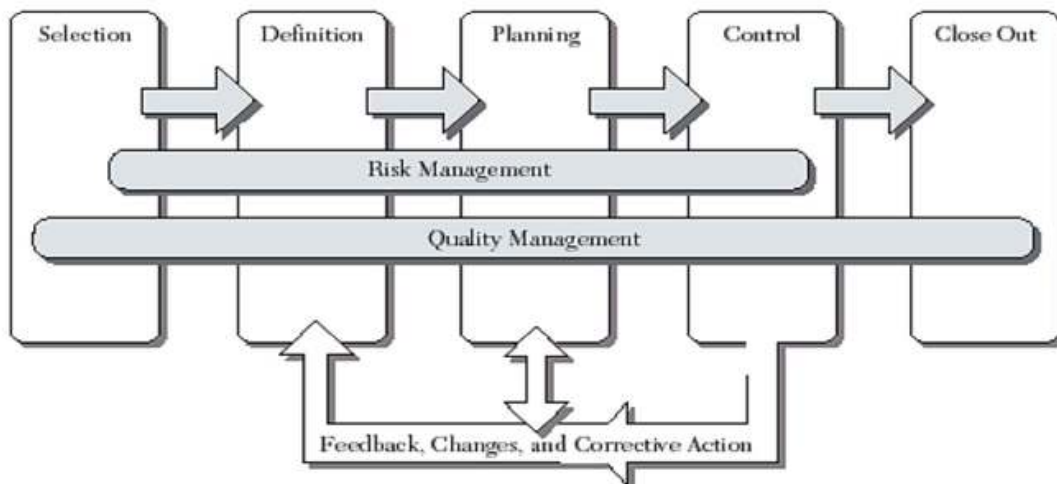 Selection
Definition
Planning
Control
Close Out
Risk Management
Quality Management
Feedback, Changes, and Corrective Action